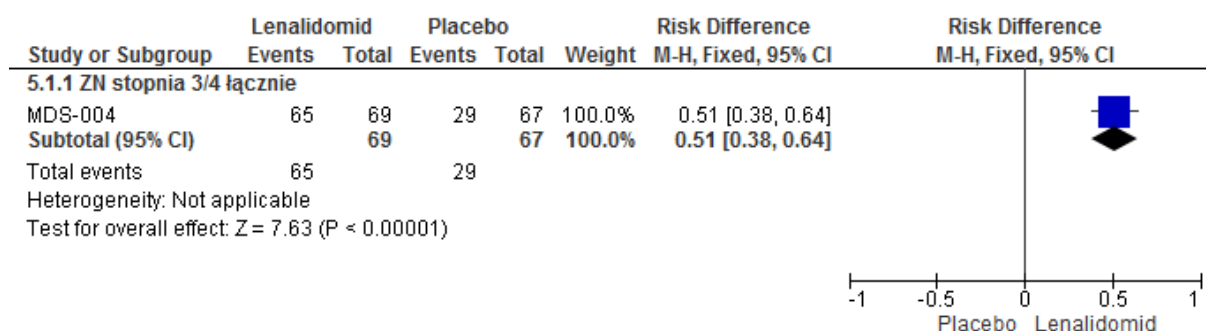 Lenalidomid Placebo Risk Difference Risk Difference
Study or Subgroup Events Total Events Total Weight M-H, Fixed, 95% CI M-H, Fixed, 95% CI
5.1.1 ZN stopnia 3/4 łącznie
MDS-004 65 69 29 67 100.0% 0.51 [0.38, 0.64]
Subtotal (95% CI) 69 67 100.0% 0.51 [0.38, 0.64]
Total events 65 29
Heterogeneity: Not applicable
Test for overall effect: Z = 7.63 (P < 0.00001)
-1 -0.5 0 0.5 1
Placebo Lenalidomid